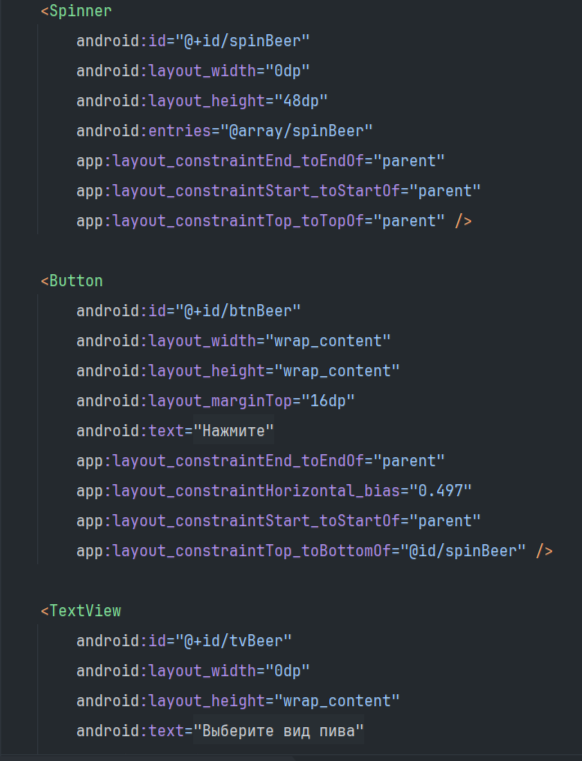 <Spinner
android:id="@+id/spinBeer"
android:layout_width="0dp"
android:layout_height="48dp"
android:entries="@array/spinBeer"
app:layout_constraintEnd_toEndOf="parent"
app:layout_constraintStart_toStartOf="parent"
app:layout_constraintTop_toTopOf="parent" />
<Button
android:id="@+id/btnBeer"
android:layout_width="wrap_content"
android:layout_height="wrap_content"
android:layout_marginTop="16dp"
android:text="Нажмите"
app:layout_constraintEnd_toEndOf="parent"
app:layout_constraintHorizontal_bias="0.497"
app:layout_constraintStart_toStartOf="parent"
app:layout_constraintTop_toBottomOf="@id/spinBeer" />
<TextView
android:id="@+id/tvBeer"
android:layout_width="0dp"
android:layout_height="wrap_content"
android:text="Выберите вид пива"